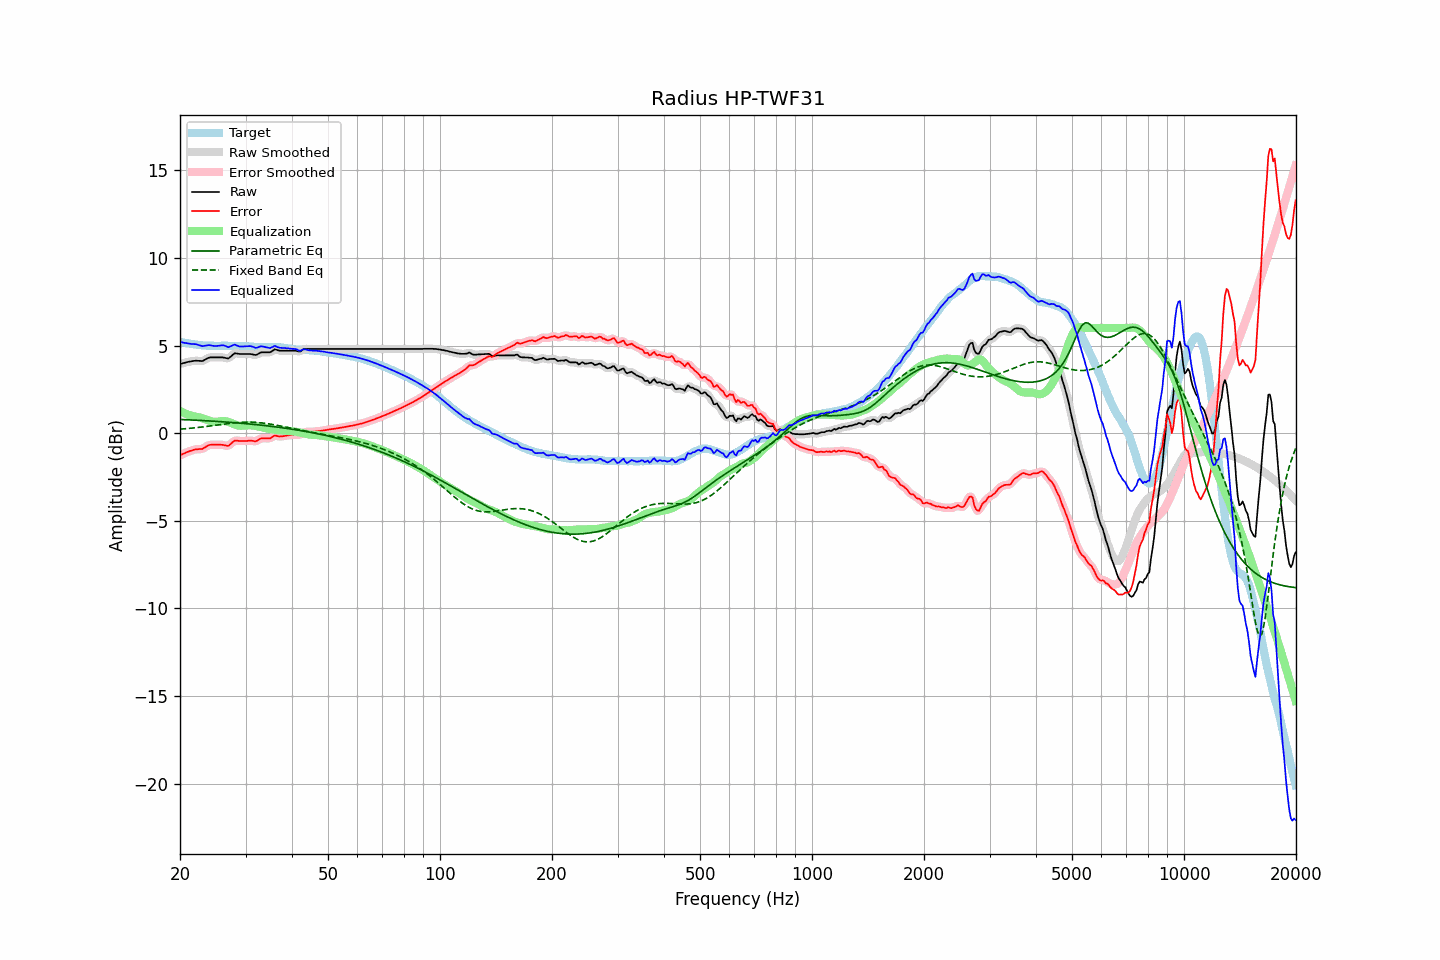 Radius HP-TWF31
Target
Raw Smoothed
Error Smoothed
Raw
Error
Equalization
Parametric Eq
Fixed Band Eq
Equalized
15
10
5
0
−5
−10
−15
−20
Amplitude (dBr)
20 50 100 200 500 1000 2000 5000 10000 20000
Frequency (Hz)